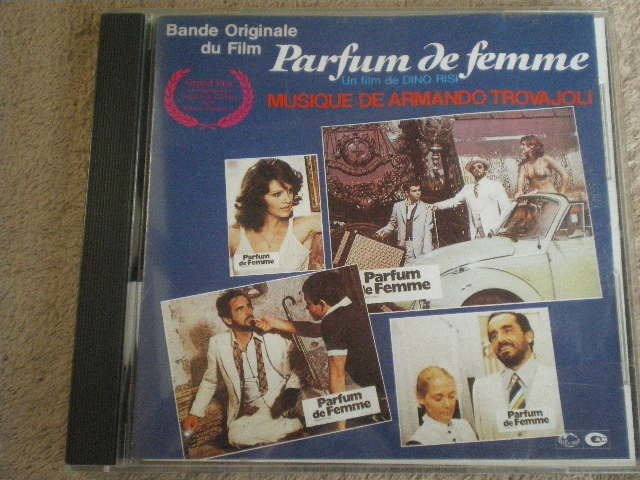 Bande Originale
du Film
Parfum de femme
Un film de DINO RISI
MUSIQUE DE ARMANDO TROVAJOLI
Parfum
de Femme
Parfum
de Femme
Parfum
de Femme
Parfum
de Femme